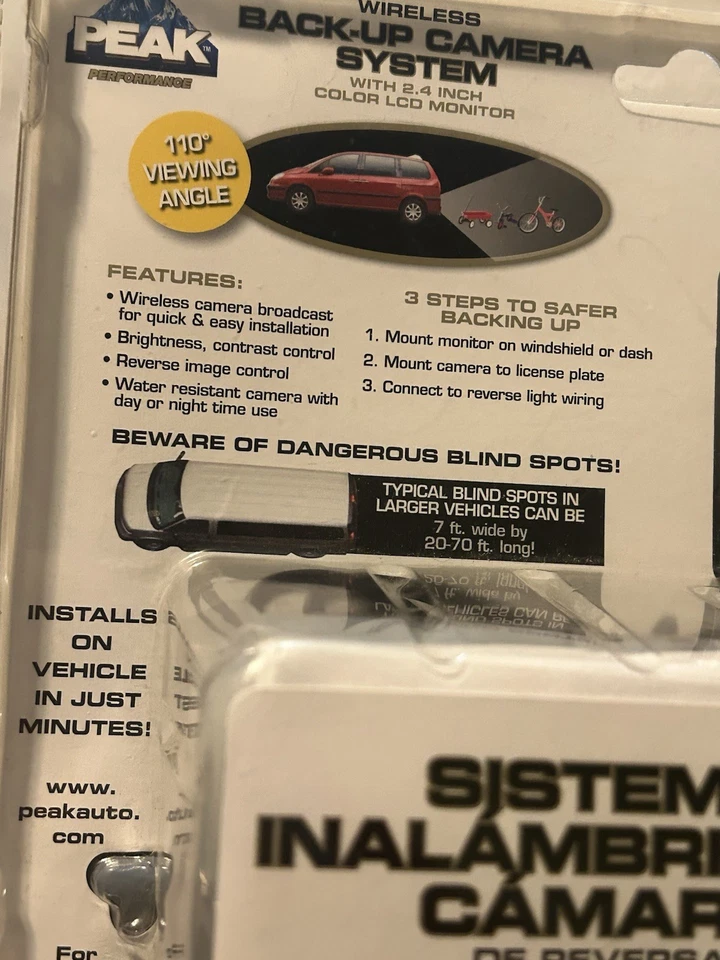 PEAK™
PERFORMANCE
WIRELESS
BACK-UP CAMERA
SYSTEM
WITH 2.4 INCH
COLOR LCD MONITOR
110°
VIEWING
ANGLE
FEATURES:
• Wireless camera broadcast
for quick & easy installation
• Brightness, contrast control
• Reverse image control
• Water resistant camera with
day or night time use
3 STEPS TO SAFER
BACKING UP
1. Mount monitor on windshield or dash
2. Mount camera to license plate
3. Connect to reverse light wiring
BEWARE OF DANGEROUS BLIND SPOTS!
TYPICAL BLIND SPOTS IN
LARGER VEHICLES CAN BE
7 ft. wide by
20-70 ft. long!
INSTALLS
ON
VEHICLE
IN JUST
MINUTES!
www.
peakauto.
com
For
SISTEM
INALÁMBRI
CÁMAR
DE REVERSA